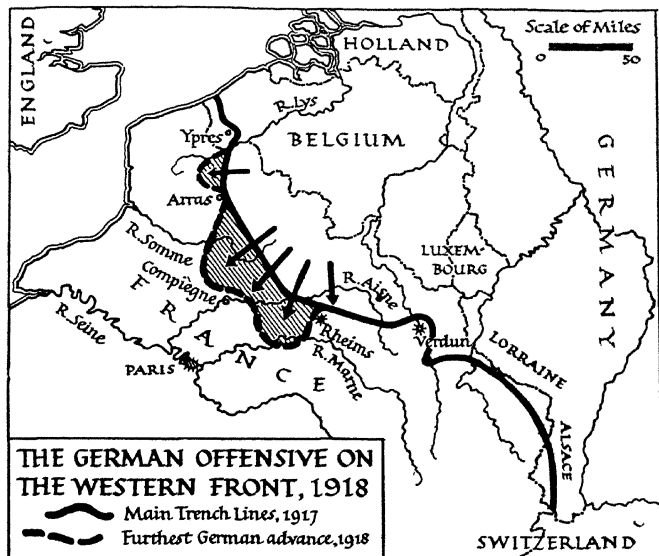 ENGLAND
HOLLAND
Scale of Miles
0 50
R. Lys
Ypres
BELGIUM
GERMANY
Arras
R. Somme
LUXEM-
BOURG
Compiègne
R. Aisne
FRANCE
R. Seine
Rheims
Verdun
LORRAINE
PARIS
R. Marne
ALSACE
THE GERMAN OFFENSIVE ON
THE WESTERN FRONT, 1918
Main Trench Lines, 1917
Furthest German advance, 1918
SWITZERLAND